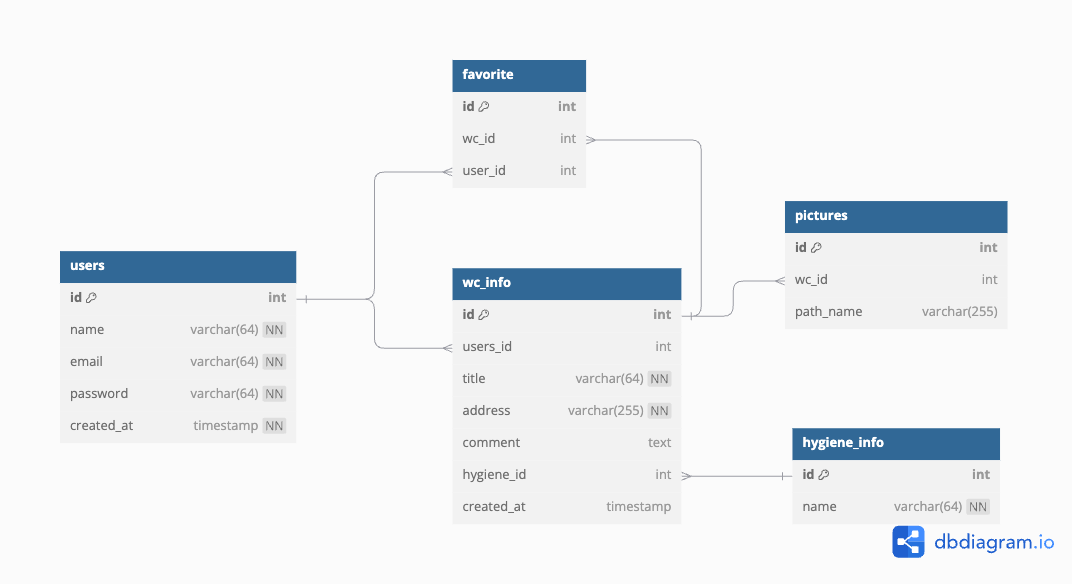 favorite
id int
wc_id int
user_id int
pictures
id int
wc_id int
path_name varchar(255)
users
id int
name varchar(64) NN
email varchar(64) NN
password varchar(64) NN
created_at timestamp NN
wc_info
id int
users_id int
title varchar(64) NN
address varchar(255) NN
comment text
hygiene_id int
created_at timestamp
hygiene_info
id int
name varchar(64) NN
dbdiagram.io